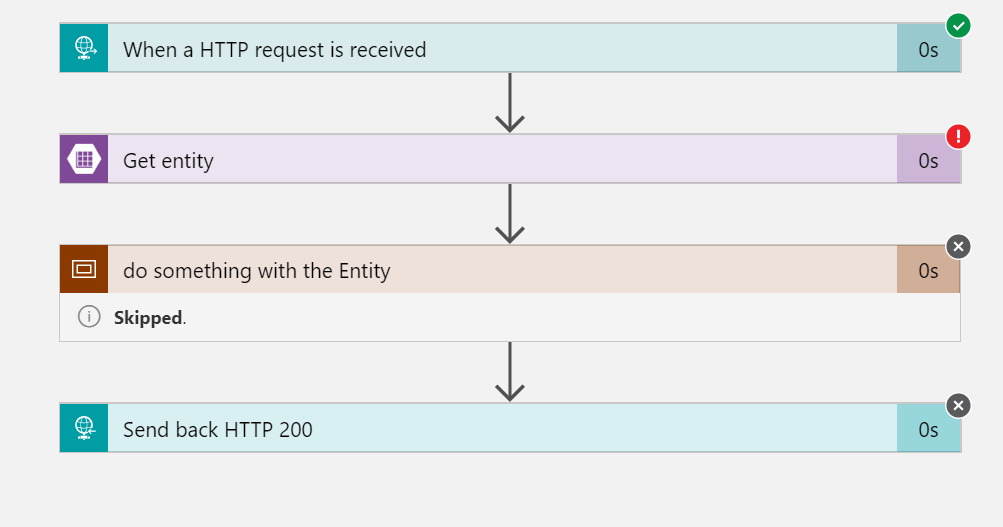 When a HTTP request is received 0s
Get entity 0s
do something with the Entity 0s
Skipped.
Send back HTTP 200 0s